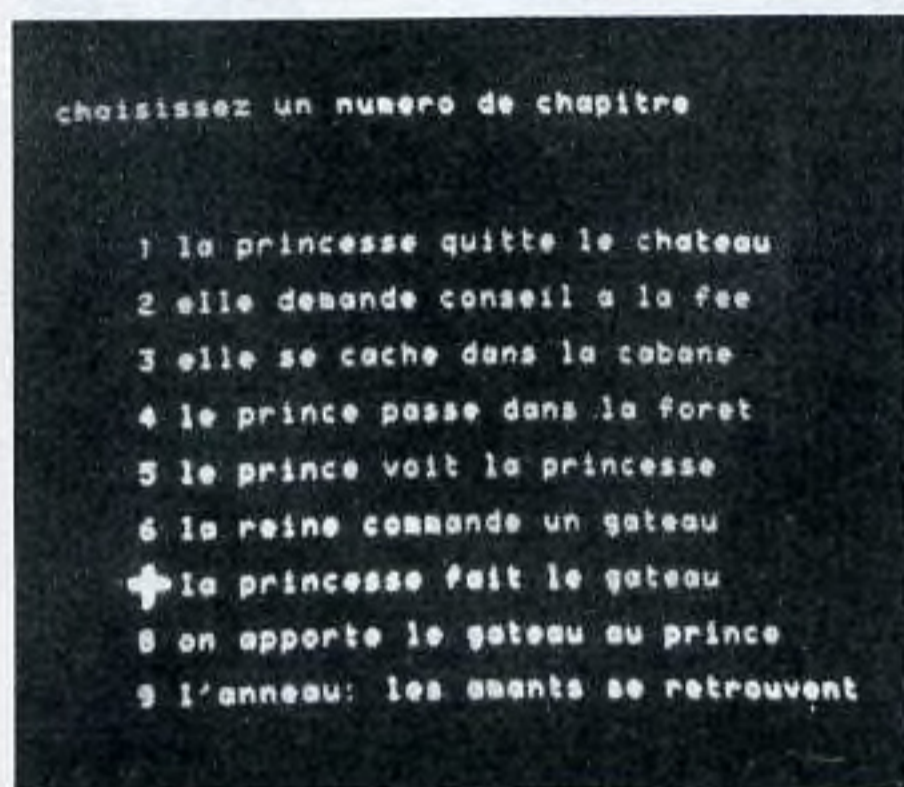 choisissez un numero de chapitre
1 la princesse quitte le chateau
2 elle demande conseil a la fee
3 elle se cache dans la cabane
4 le prince passe dans la foret
5 le prince voit la princesse
6 la reine commande un gateau
la princesse fait le gateau
8 on apporte le gateau au prince
9 l'anneau: les amants se retrouvent